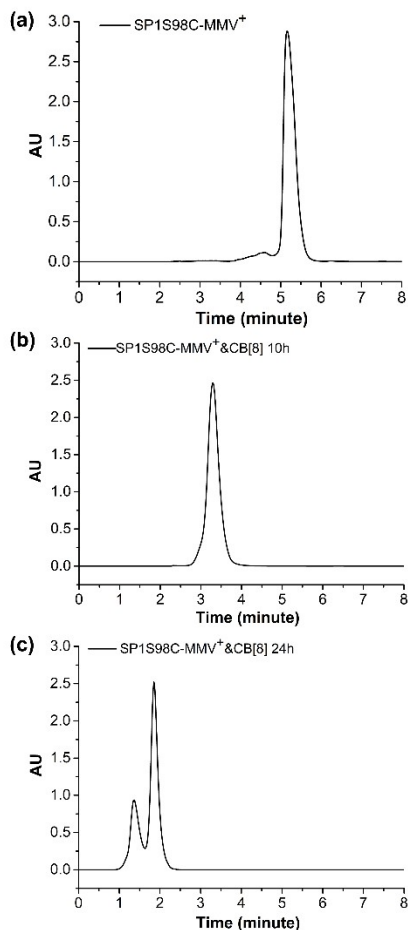 (a)
SP1S98C-MMV⁺
AU
3.0
2.5
2.0
1.5
1.0
0.5
0.0
0 1 2 3 4 5 6 7 8
Time (minute)
(b)
SP1S98C-MMV⁺&CB[8] 10h
AU
3.0
2.5
2.0
1.5
1.0
0.5
0.0
0 1 2 3 4 5 6 7 8
Time (minute)
(c)
SP1S98C-MMV⁺&CB[8] 24h
AU
3.0
2.5
2.0
1.5
1.0
0.5
0.0
0 1 2 3 4 5 6 7 8
Time (minute)